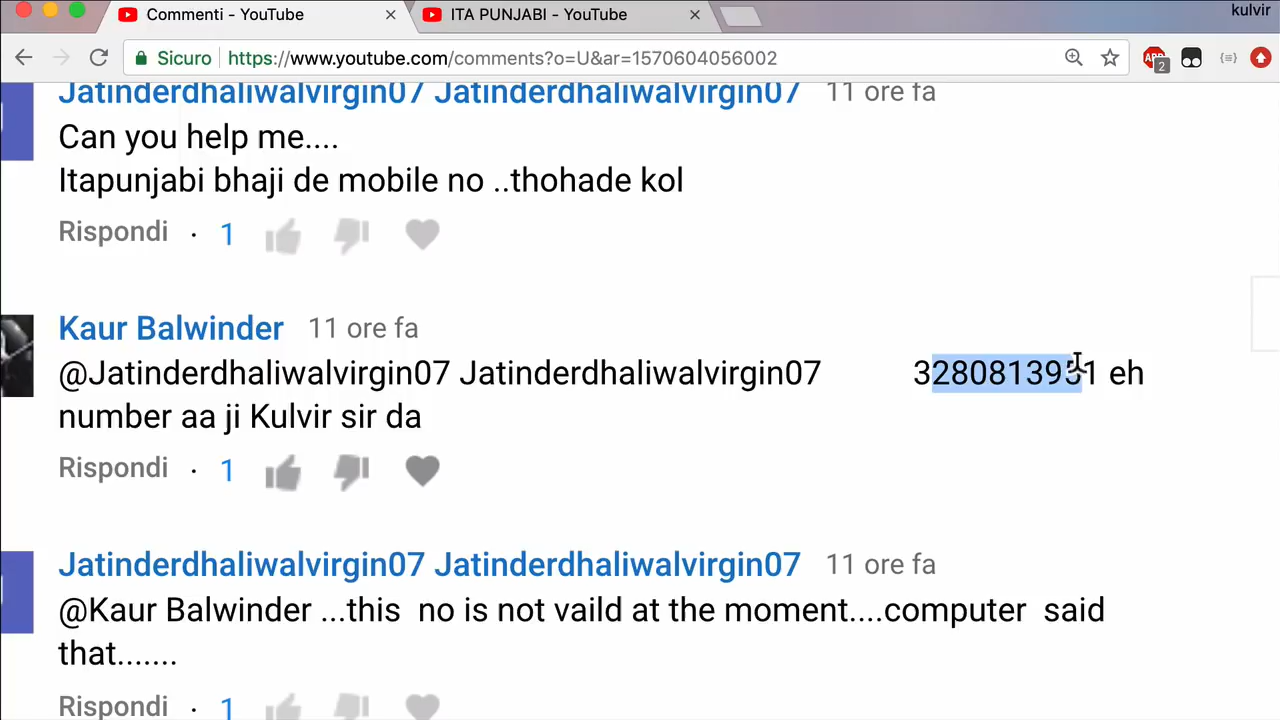 Commenti - YouTube
ITA PUNJABI - YouTube
kulvir
Sicuro https://www.youtube.com/comments?o=U&ar=1570604056002
2
Jatinderdhaliwalvirgin07 Jatinderdhaliwalvirgin07 11 ore fa
Can you help me....
Itapunjabi bhaji de mobile no ..thohade kol
Rispondi · 1
Kaur Balwinder 11 ore fa
@Jatinderdhaliwalvirgin07 Jatinderdhaliwalvirgin07 3280813951 eh
number aa ji Kulvir sir da
Rispondi · 1
Jatinderdhaliwalvirgin07 Jatinderdhaliwalvirgin07 11 ore fa
@Kaur Balwinder ...this no is not vaild at the moment....computer said
that.......
Rispondi · 1